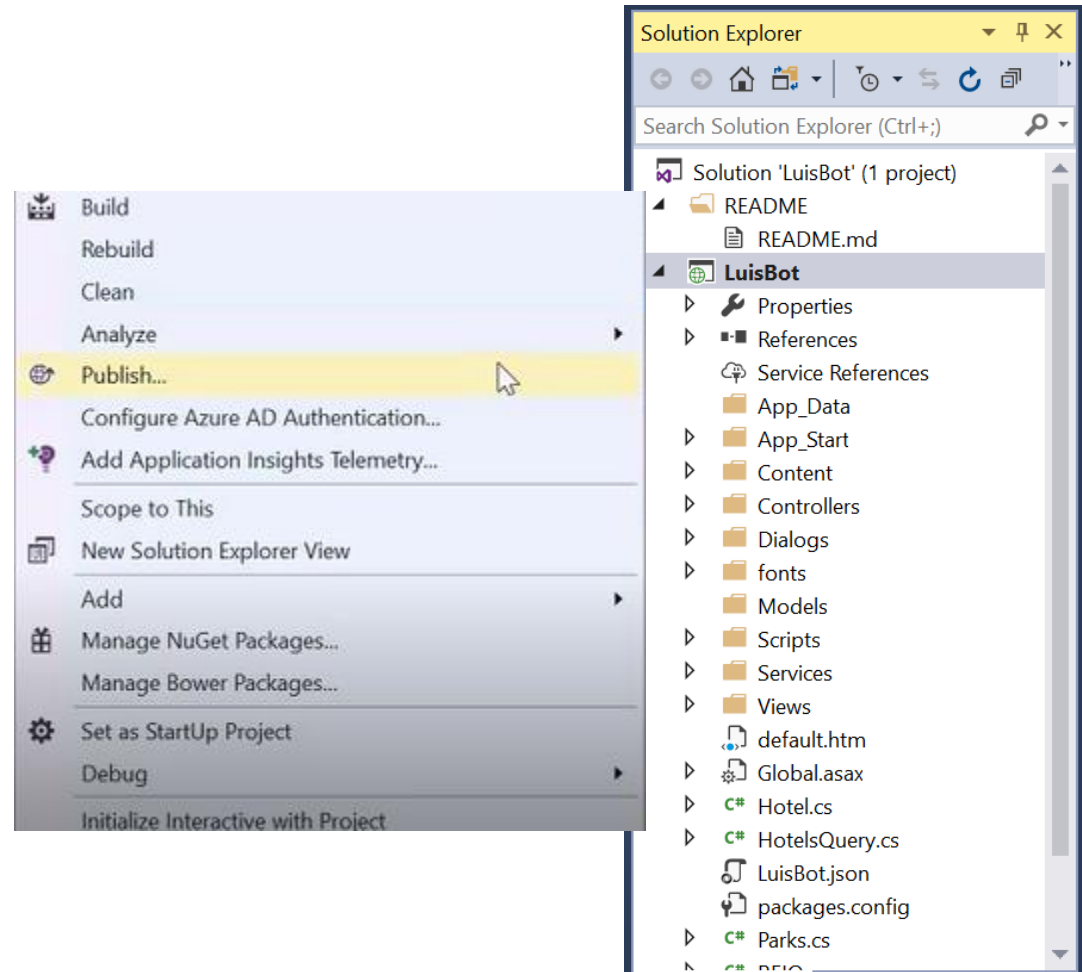 Solution Explorer
Search Solution Explorer (Ctrl+;)
Solution 'LuisBot' (1 project)
README
README.md
LuisBot
Properties
References
Service References
App_Data
App_Start
Content
Controllers
Dialogs
fonts
Models
Scripts
Services
Views
default.htm
Global.asax
C# Hotel.cs
C# HotelsQuery.cs
LuisBot.json
packages.config
C# Parks.cs
C#
Build
Rebuild
Clean
Analyze
Publish...
Configure Azure AD Authentication...
Add Application Insights Telemetry...
Scope to This
New Solution Explorer View
Add
Manage NuGet Packages...
Manage Bower Packages...
Set as StartUp Project
Debug
Initialize Interactive with Project